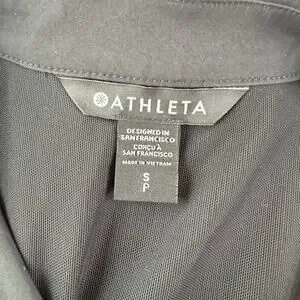 ATHLETA
DESIGNED IN
SAN FRANCISCO
CONÇU À
SAN FRANCISCO
MADE IN VIETNAM
S
P